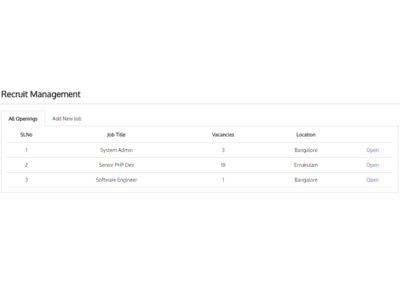 Recruit Management
All Openings Add New Job
Sl.No Job Title Vacancies Location
1 System Admin 3 Bangalore Open
2 Senior PHP Dev 10 Ernakulam Open
3 Software Engineer 1 Bangalore Open